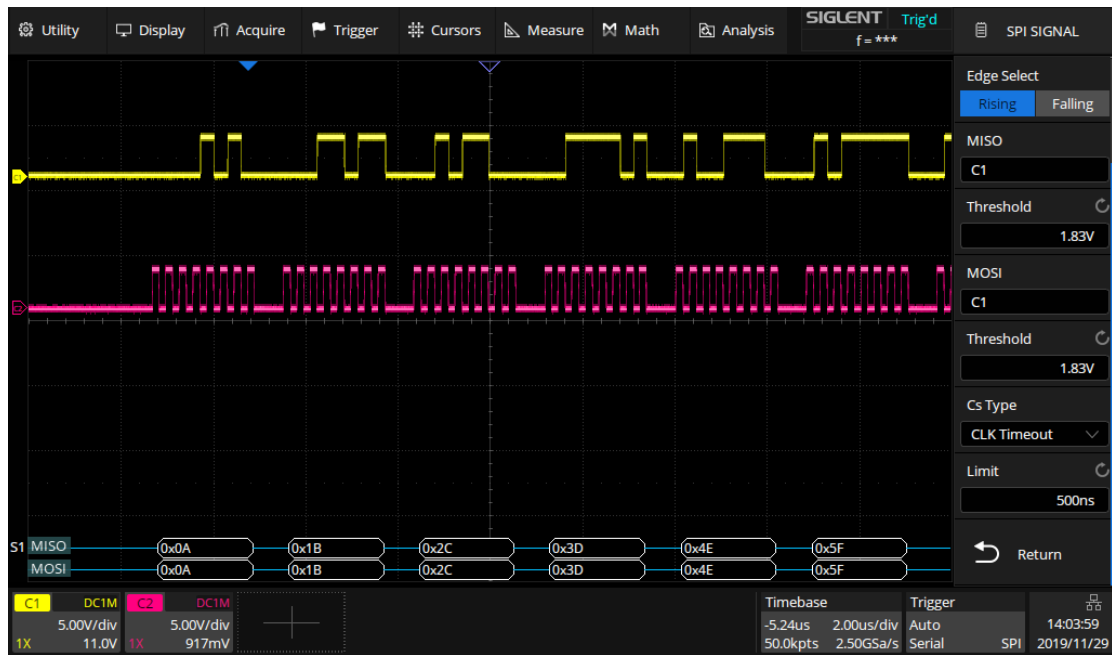 Utility Display Acquire Trigger Cursors Measure Math Analysis
SIGLENT Trig'd
f = ***
SPI SIGNAL
Edge Select
Rising Falling
MISO
C1
Threshold
1.83V
MOSI
C1
Threshold
1.83V
Cs Type
CLK Timeout
Limit
500ns
Return
C1
C2
S1 MISO 0x0A 0x1B 0x2C 0x3D 0x4E 0x5F
MOSI 0x0A 0x1B 0x2C 0x3D 0x4E 0x5F
C1 DC1M C2 DC1M
5.00V/div 5.00V/div
1X 11.0V 1X 917mV
Timebase Trigger
-5.24us 2.00us/div Auto 14:03:59
50.0kpts 2.50GSa/s Serial SPI 2019/11/29